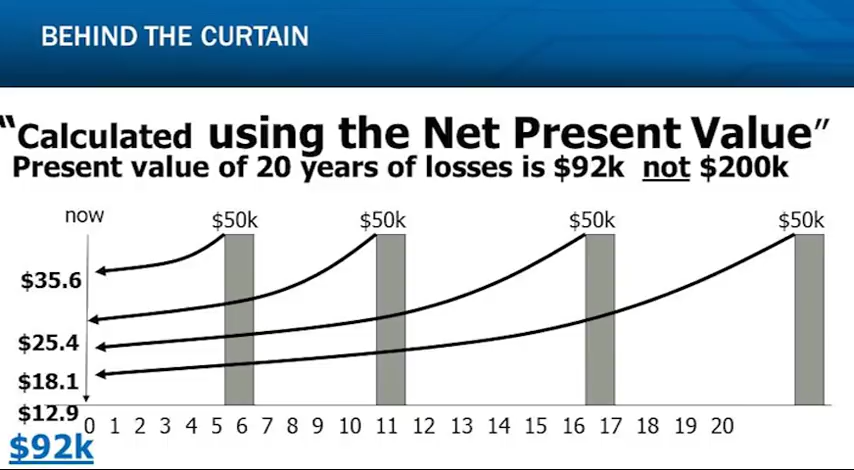 BEHIND THE CURTAIN
“Calculated using the Net Present Value”
Present value of 20 years of losses is $92k not $200k
now $50k $50k $50k $50k
$35.6
$25.4
$18.1
$12.9
0 1 2 3 4 5 6 7 8 9 10 11 12 13 14 15 16 17 18 19 20
$92k